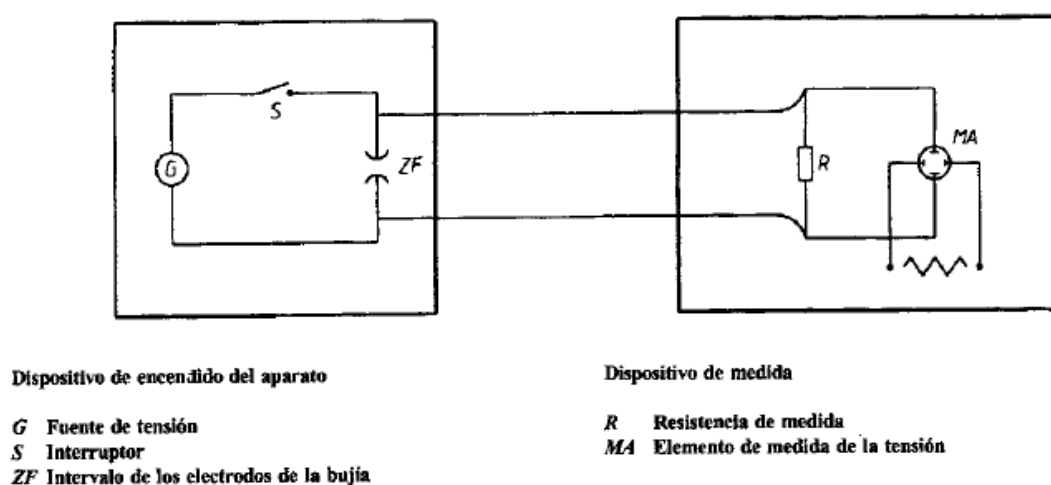 S
G
ZF
R
MA
Dispositivo de encendido del aparato
G Fuente de tensión
S Interruptor
ZF Intervalo de los electrodos de la bujía
Dispositivo de medida
R Resistencia de medida
MA Elemento de medida de la tensión